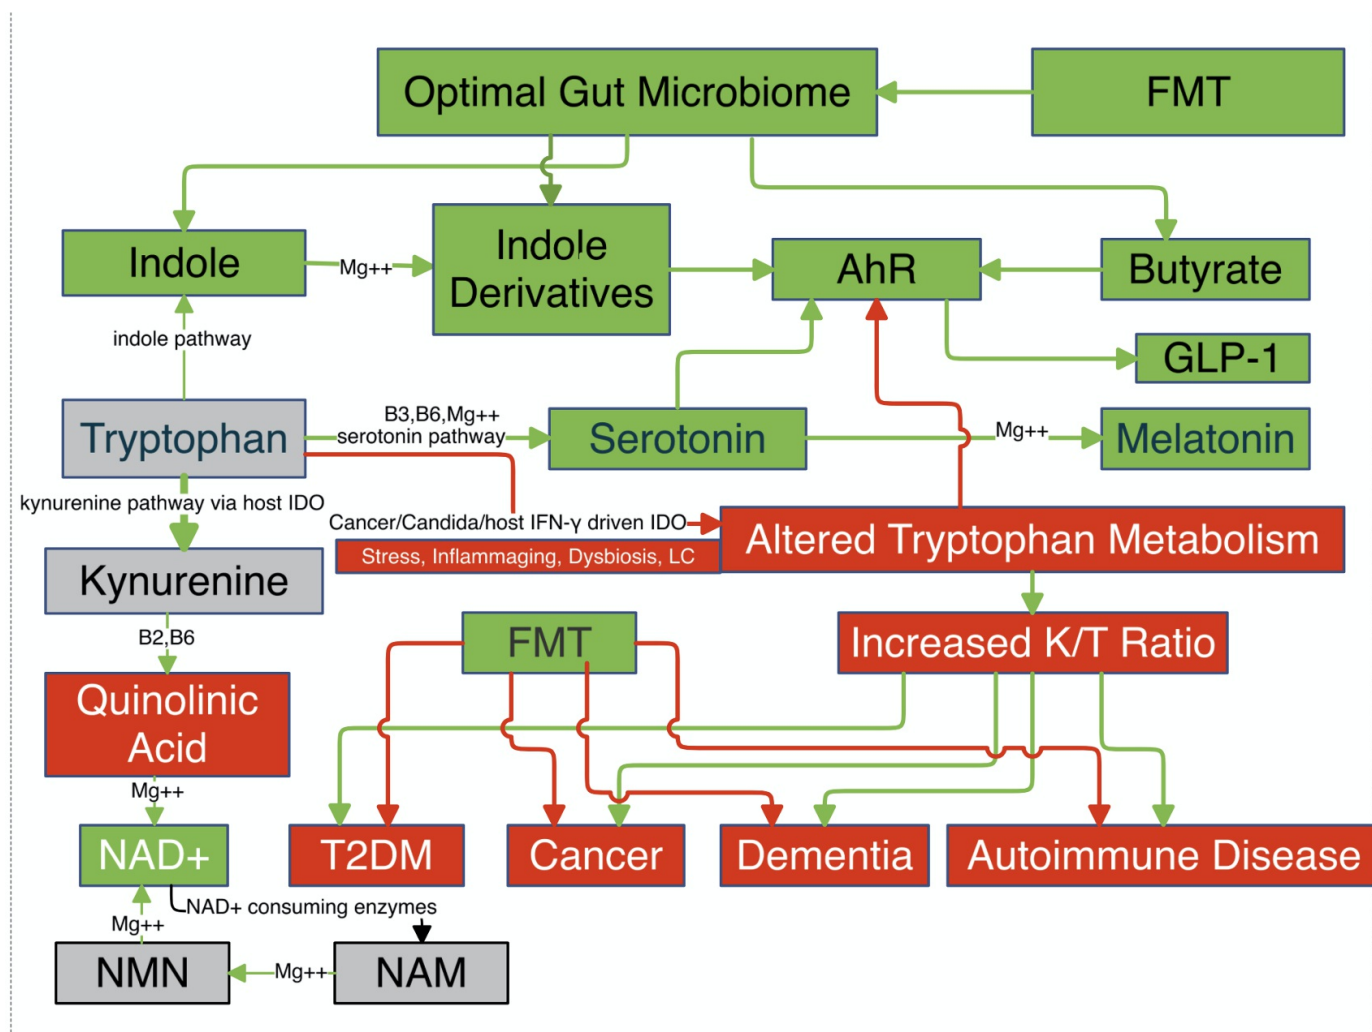 Optimal Gut Microbiome
FMT
Indole
Mg++
Indole
Derivatives
AhR
Butyrate
indole pathway
GLP-1
Tryptophan
B3,B6,Mg++
serotonin pathway
Serotonin
Mg++
Melatonin
kynurenine pathway via host IDO
Cancer/Candida/host IFN-γ driven IDO
Stress, Inflammaging, Dysbiosis, LC
Altered Tryptophan Metabolism
Kynurenine
B2,B6
FMT
Increased K/T Ratio
Quinolinic
Acid
Mg++
NAD+
T2DM
Cancer
Dementia
Autoimmune Disease
NAD+ consuming enzymes
Mg++
NMN
Mg++
NAM